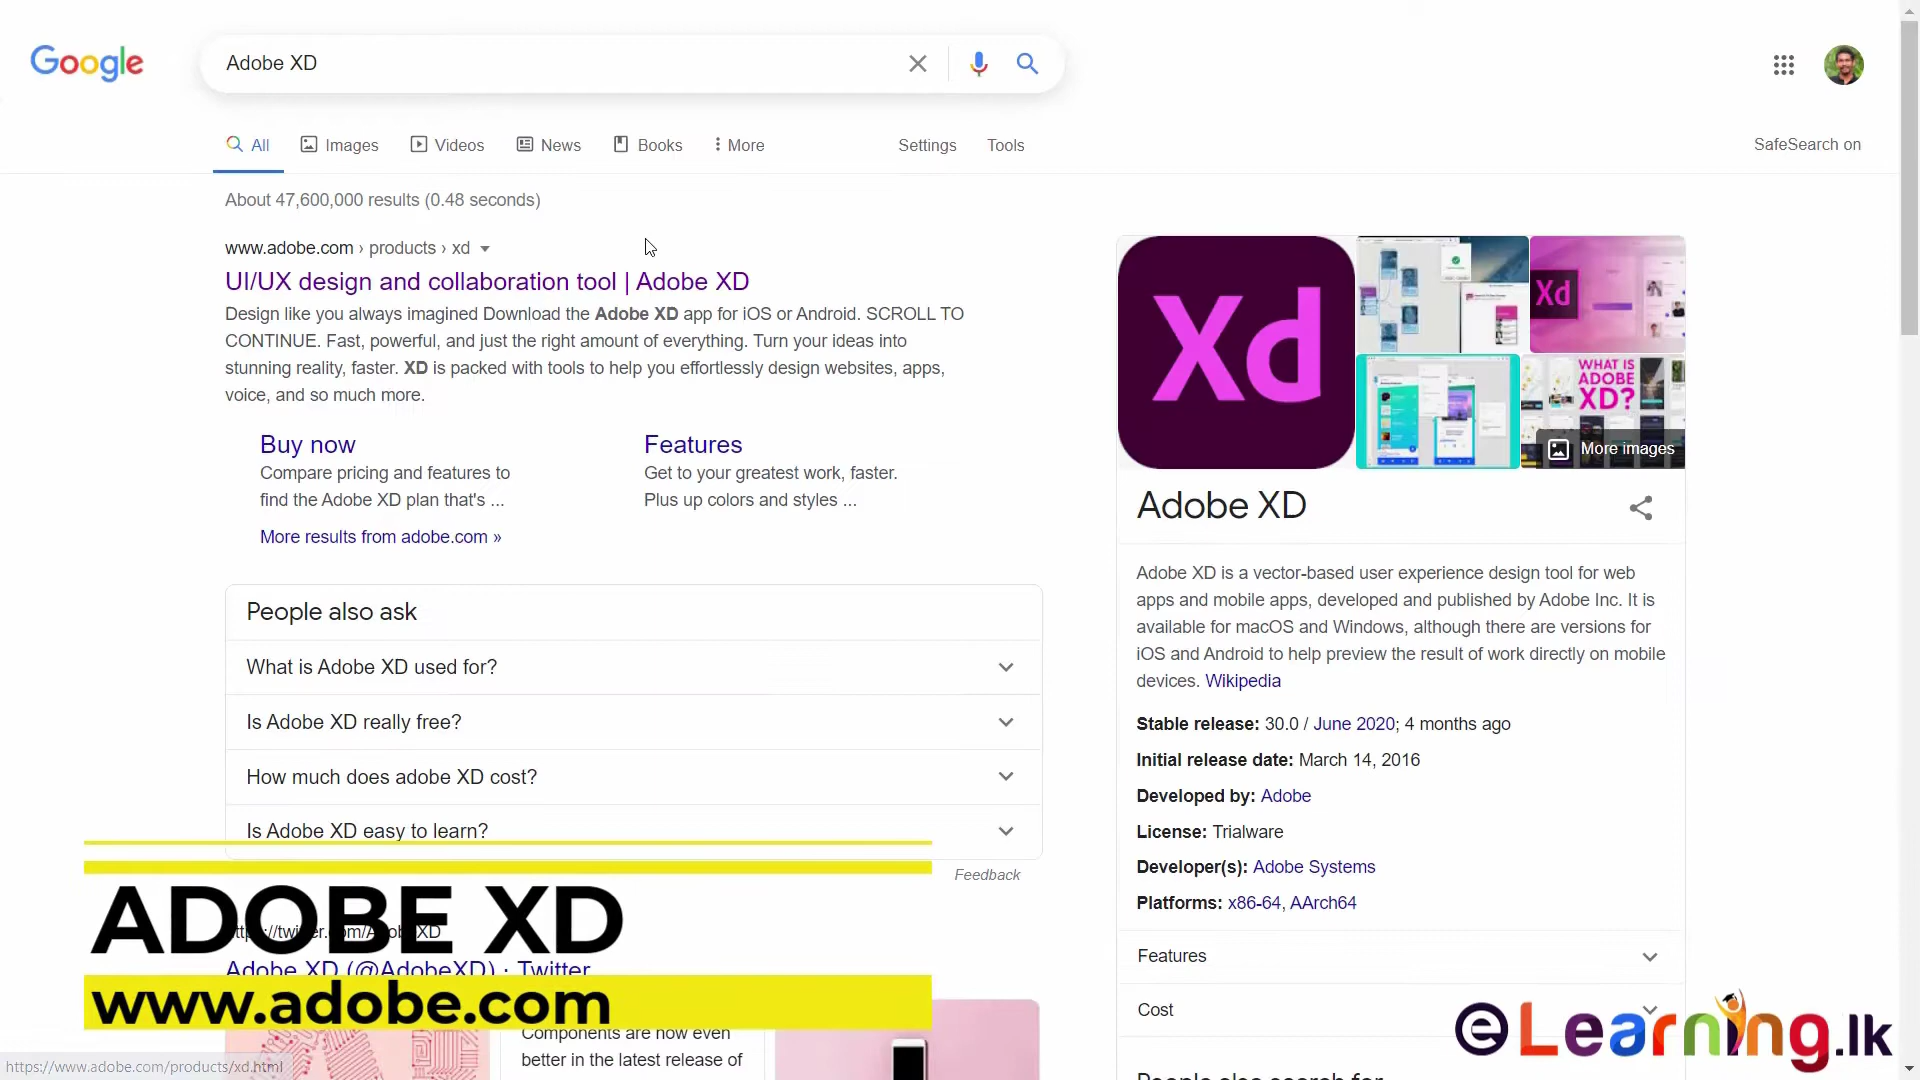 Google
Adobe XD
All
Images
Videos
News
Books
More
Settings
Tools
SafeSearch on
About 47,600,000 results (0.48 seconds)
www.adobe.com › products › xd
UI/UX design and collaboration tool | Adobe XD
Design like you always imagined Download the Adobe XD app for iOS or Android. SCROLL TO
CONTINUE. Fast, powerful, and just the right amount of everything. Turn your ideas into
stunning reality, faster. XD is packed with tools to help you effortlessly design websites, apps,
voice, and so much more.
Buy now
Compare pricing and features to
find the Adobe XD plan that's ...
Features
Get to your greatest work, faster.
Plus up colors and styles ...
More results from adobe.com »
People also ask
What is Adobe XD used for?
Is Adobe XD really free?
How much does adobe XD cost?
Is Adobe XD easy to learn?
Feedback
ADOBE XD
Adobe XD (@AdobeXD) · Twitter
www.adobe.com
Components are now even
better in the latest release of
https://www.adobe.com/products/xd.html
Xd
Xd
WHAT IS
ADOBE
XD?
More images
Adobe XD
Adobe XD is a vector-based user experience design tool for web
apps and mobile apps, developed and published by Adobe Inc. It is
available for macOS and Windows, although there are versions for
iOS and Android to help preview the result of work directly on mobile
devices. Wikipedia
Stable release: 30.0 / June 2020; 4 months ago
Initial release date: March 14, 2016
Developed by: Adobe
License: Trialware
Developer(s): Adobe Systems
Platforms: x86-64, AArch64
Features
Cost
People also search for
eLearning.lk